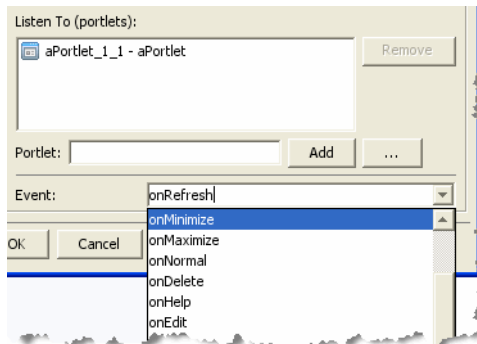 Listen To (portlets):
aPortlet_1_1 - aPortlet
Remove
Portlet:
Add
...
Event:
onRefresh
onMinimize
onMaximize
onNormal
onDelete
onHelp
onEdit
OK
Cancel